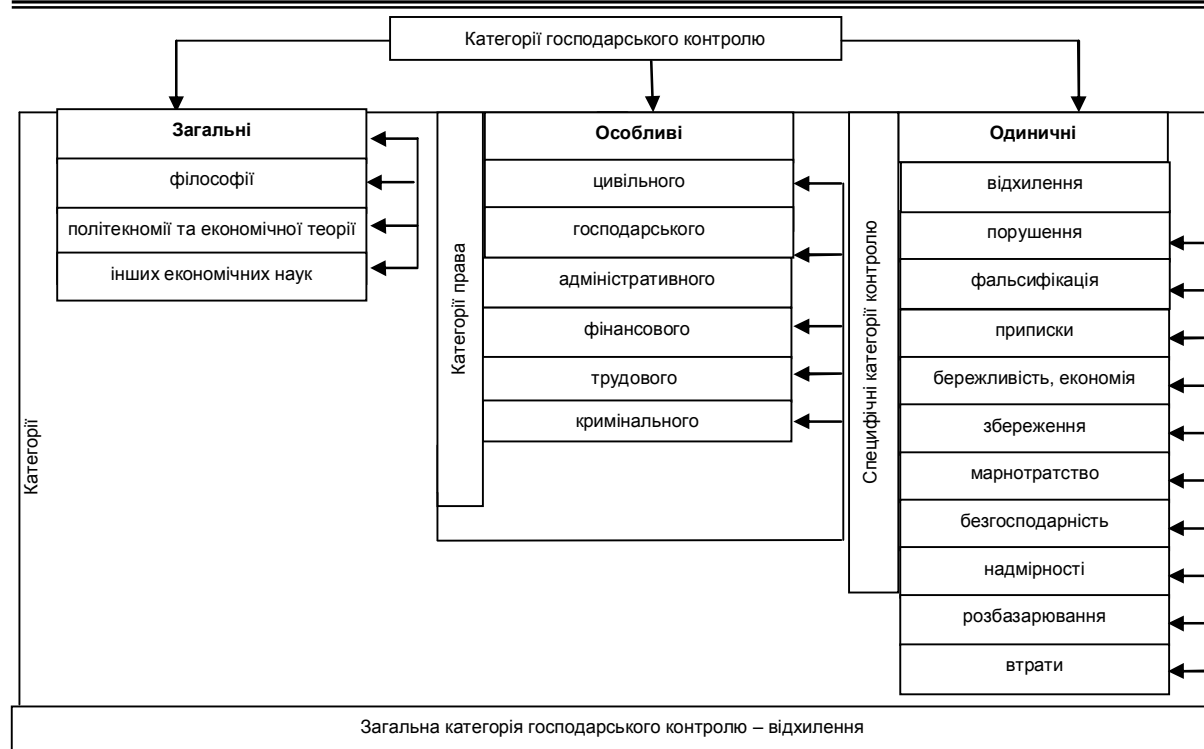 Категорії господарського контролю
Категорії
Загальні
філософії
політекномії та економічної теорії
інших економічних наук
Категорії права
Особливі
цивільного
господарського
адміністративного
фінансового
трудового
кримінального
Специфічні категорії контролю
Одиничні
відхилення
порушення
фальсифікація
приписки
бережливість, економія
збереження
марнотратство
безгосподарність
надмірності
розбазарювання
втрати
Загальна категорія господарського контролю – відхилення